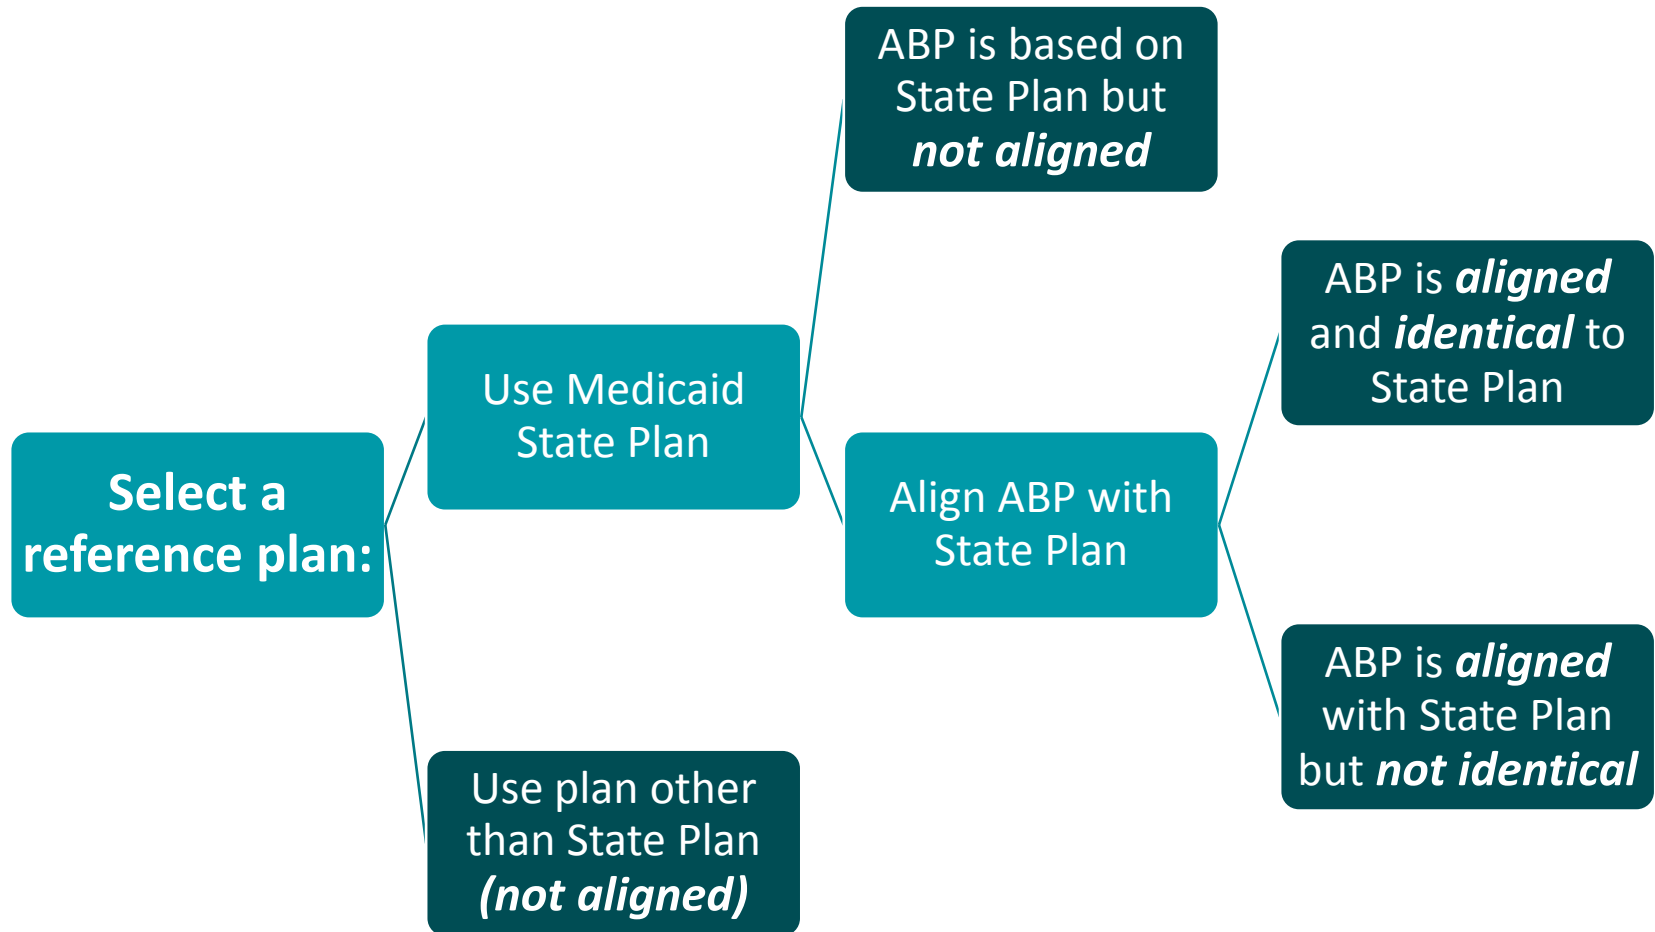 Select a
reference plan:
Use Medicaid
State Plan
Use plan other
than State Plan
(not aligned)
ABP is based on
State Plan but
not aligned
Align ABP with
State Plan
ABP is aligned
and identical to
State Plan
ABP is aligned
with State Plan
but not identical